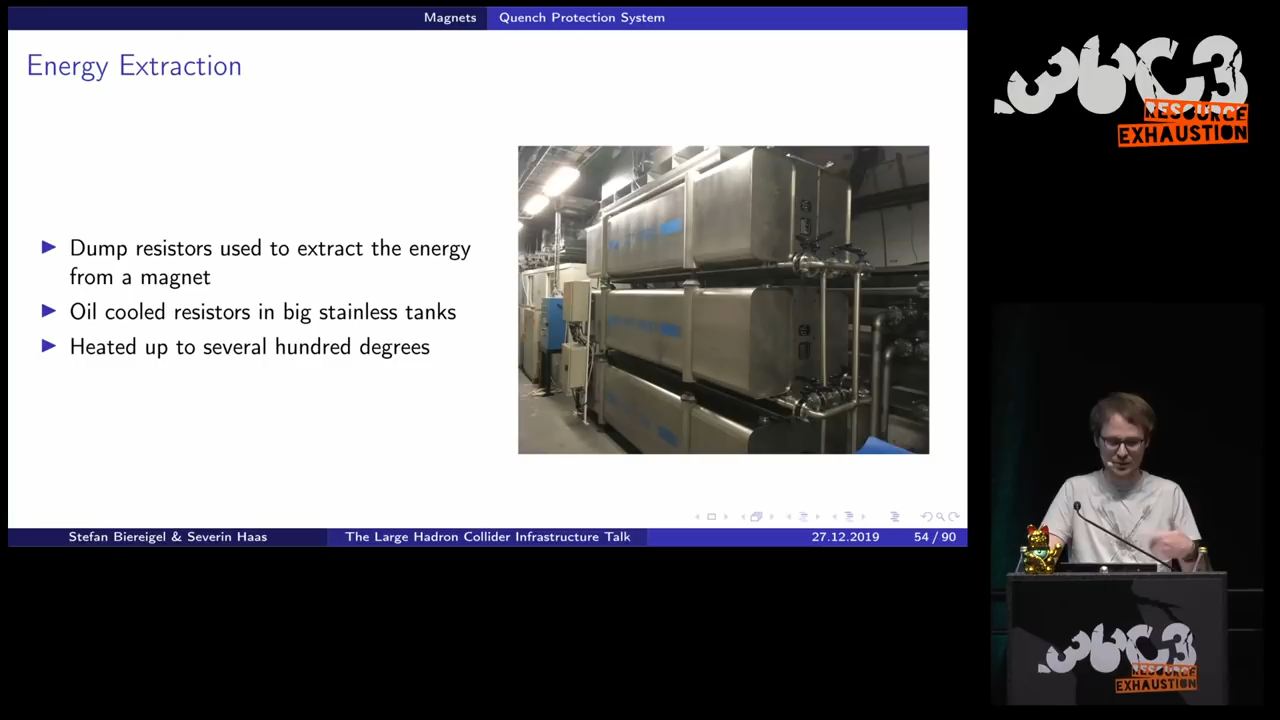 Magnets Quench Protection System
Energy Extraction
Dump resistors used to extract the energy
from a magnet
Oil cooled resistors in big stainless tanks
Heated up to several hundred degrees
Stefan Biereigel & Severin Haas The Large Hadron Collider Infrastructure Talk 27.12.2019 54 / 90
36C3
RESOURCE
EXHAUSTION
36C3
RESOURCE
EXHAUSTION